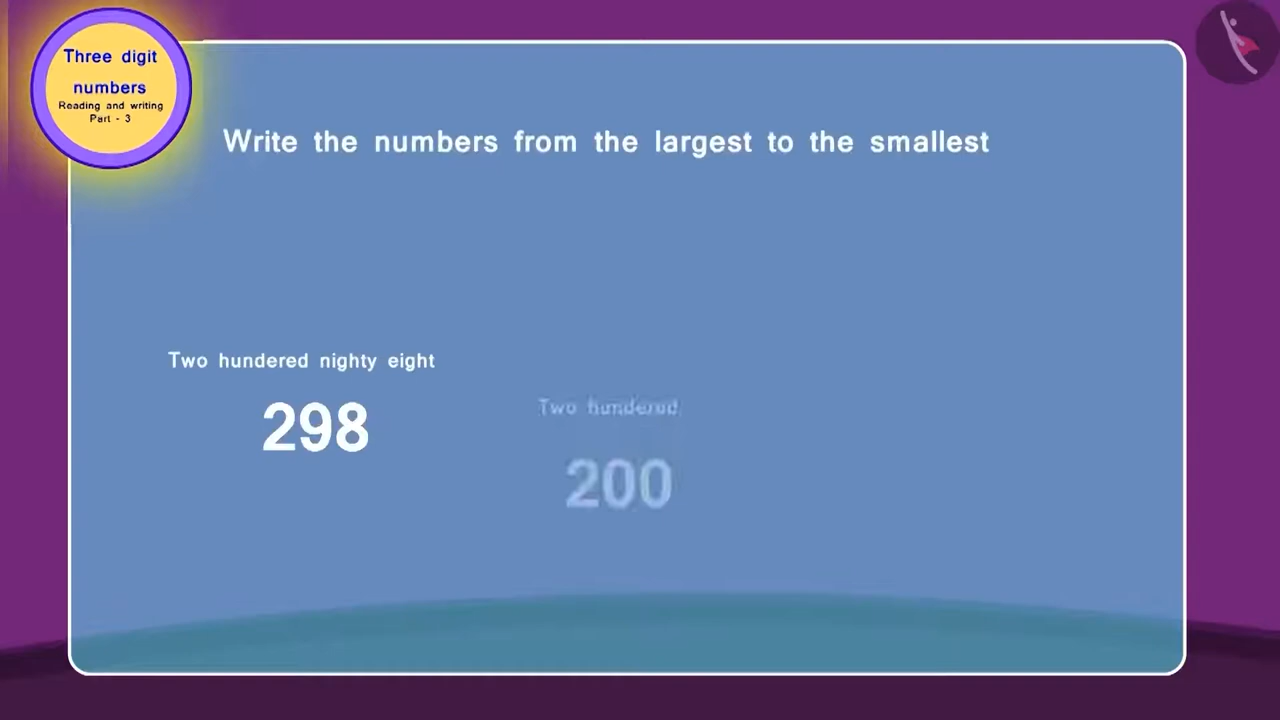 Three digit
numbers
Reading and writing
Part - 3
Write the numbers from the largest to the smallest
Two hundered nighty eight
298
Two hundered
200